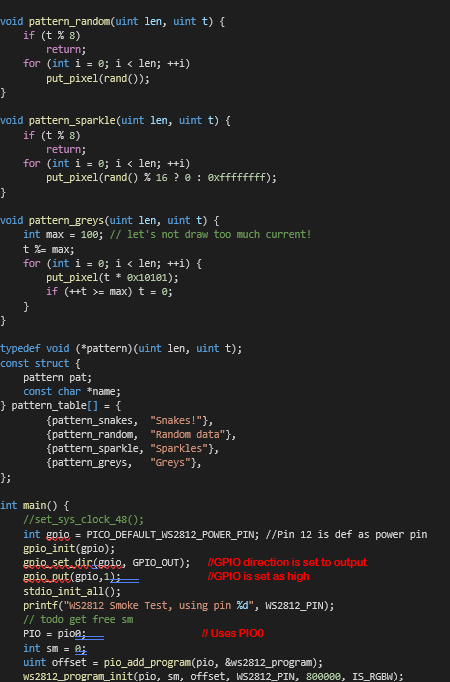 void pattern_random(uint len, uint t) {
    if (t % 8)
        return;
    for (int i = 0; i < len; ++i)
        put_pixel(rand());
}

void pattern_sparkle(uint len, uint t) {
    if (t % 8)
        return;
    for (int i = 0; i < len; ++i)
        put_pixel(rand() % 16 ? 0 : 0xffffffff);
}

void pattern_greys(uint len, uint t) {
    int max = 100; // let's not draw too much current!
    t %= max;
    for (int i = 0; i < len; ++i) {
        put_pixel(t * 0x10101);
        if (++t >= max) t = 0;
    }
}

typedef void (*pattern)(uint len, uint t);
const struct {
    pattern pat;
    const char *name;
} pattern_table[] = {
        {pattern_snakes,  "Snakes!"},
        {pattern_random,  "Random data"},
        {pattern_sparkle, "Sparkles"},
        {pattern_greys,   "Greys"},
};

int main() {
    //set_sys_clock_48();
    int gpio = PICO_DEFAULT_WS2812_POWER_PIN; //Pin 12 is def as power pin
    gpio_init(gpio);
    gpio_set_dir(gpio, GPIO_OUT);   //GPIO direction is set to output
    gpio_put(gpio,1);   //GPIO is set as high
    stdio_init_all();
    printf("WS2812 Smoke Test, using pin %d", WS2812_PIN);
    // todo get free sm
    PIO = pio0;   // Uses PIO0
    int sm = 0;
    uint offset = pio_add_program(pio, &ws2812_program);
    ws2812_program_init(pio, sm, offset, WS2812_PIN, 800000, IS_RGBW);